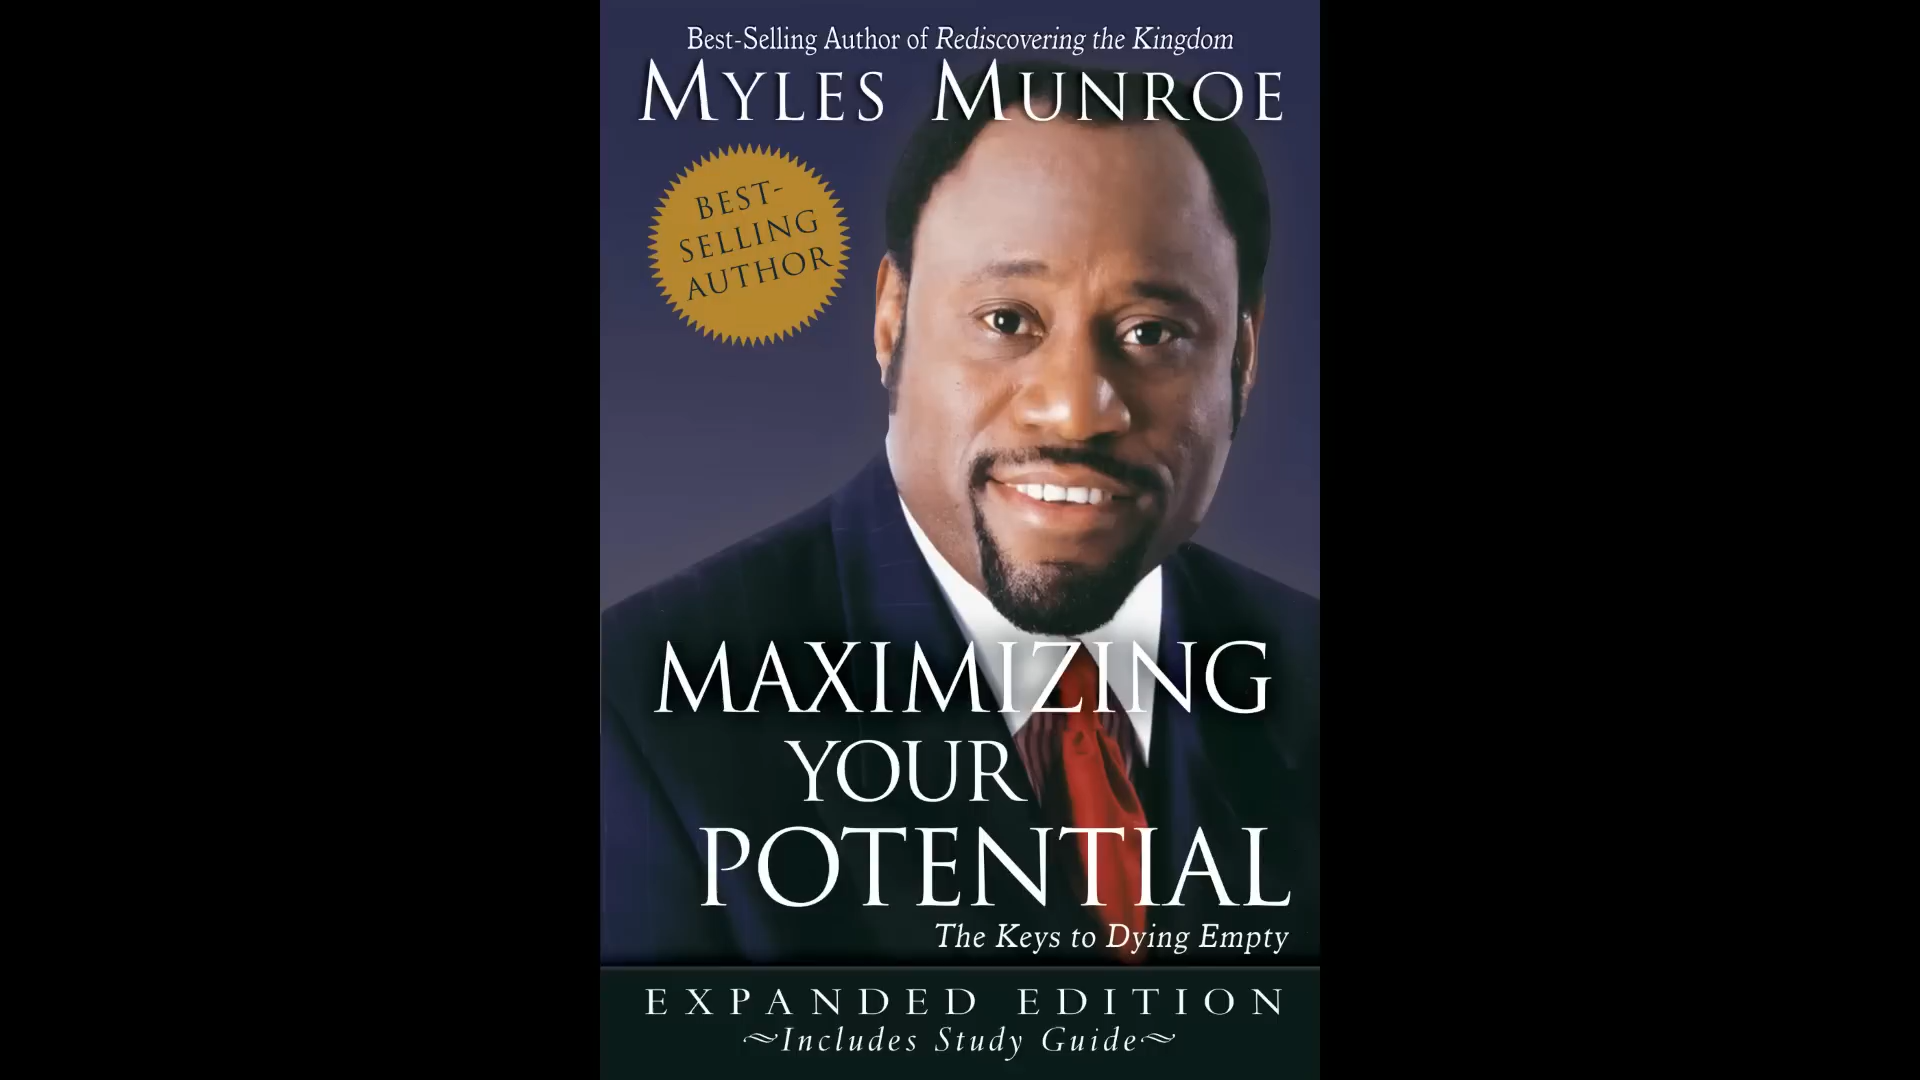 Best-Selling Author of Rediscovering the Kingdom
MYLES MUNROE
BEST-
SELLING
AUTHOR
MAXIMIZING
YOUR
POTENTIAL
The Keys to Dying Empty
EXPANDED EDITION
~Includes Study Guide~